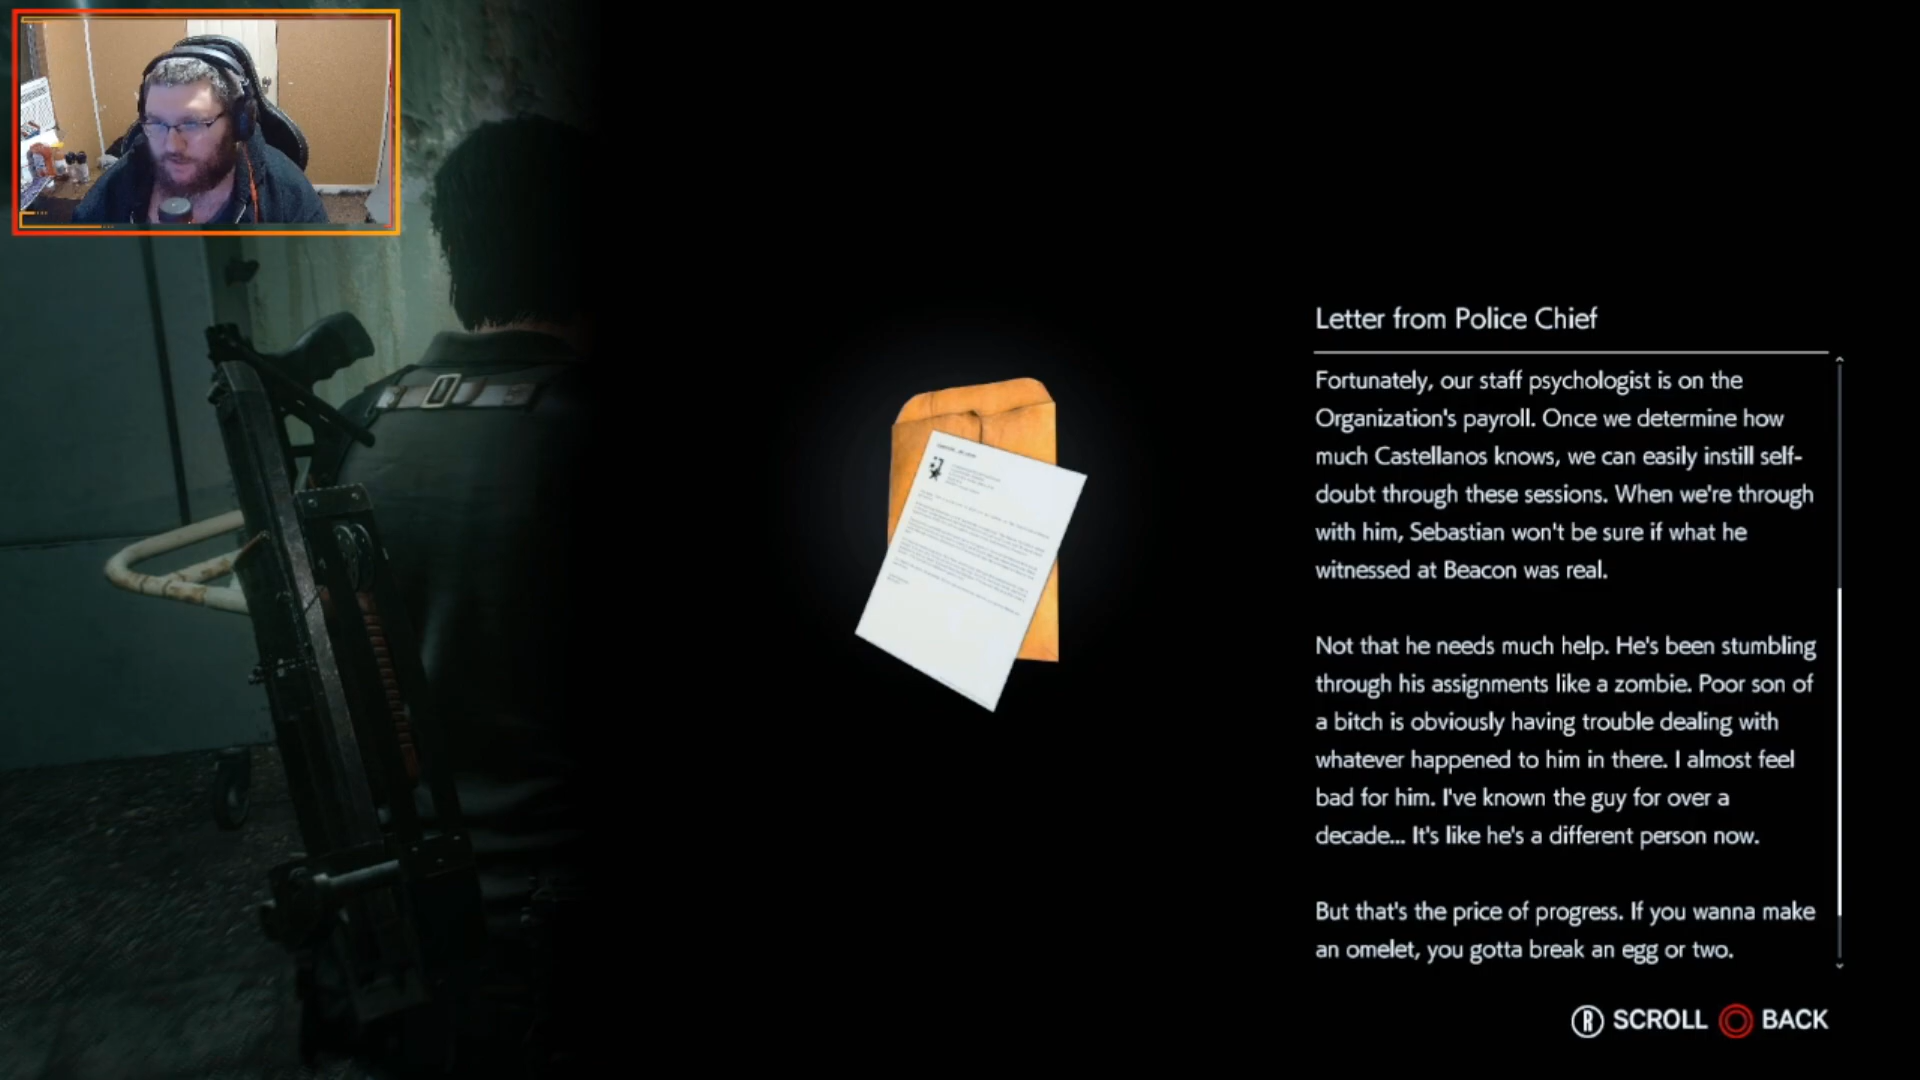 Letter from Police Chief
Fortunately, our staff psychologist is on the
Organization's payroll. Once we determine how
much Castellanos knows, we can easily instill self-
doubt through these sessions. When we're through
with him, Sebastian won't be sure if what he
witnessed at Beacon was real.
Not that he needs much help. He's been stumbling
through his assignments like a zombie. Poor son of
a bitch is obviously having trouble dealing with
whatever happened to him in there. I almost feel
bad for him. I've known the guy for over a
decade... It's like he's a different person now.
But that's the price of progress. If you wanna make
an omelet, you gotta break an egg or two.
R SCROLL BACK